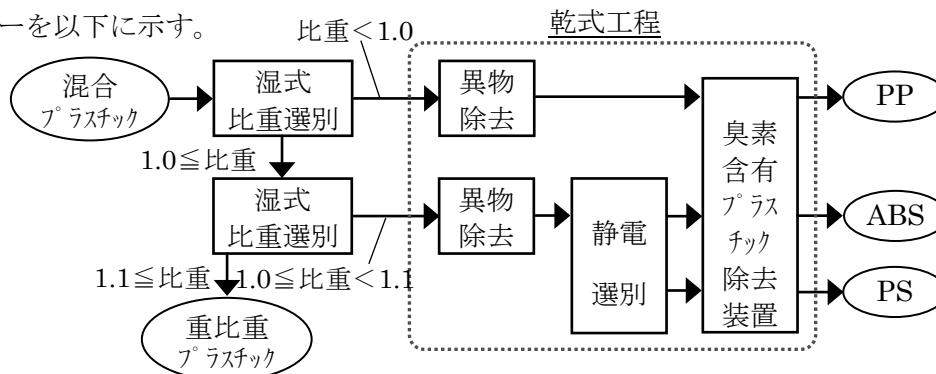 ーを以下に示す。
乾式工程
比重＜1.0
混合
プラスチック
湿式
比重選別
異物
除去
PP
1.0≦比重
湿式
比重選別
異物
除去
静電
選別
臭素
含有
プラス
チック
除去
装置
ABS
PS
1.1≦比重
1.0≦比重＜1.1
重比重
プラスチック